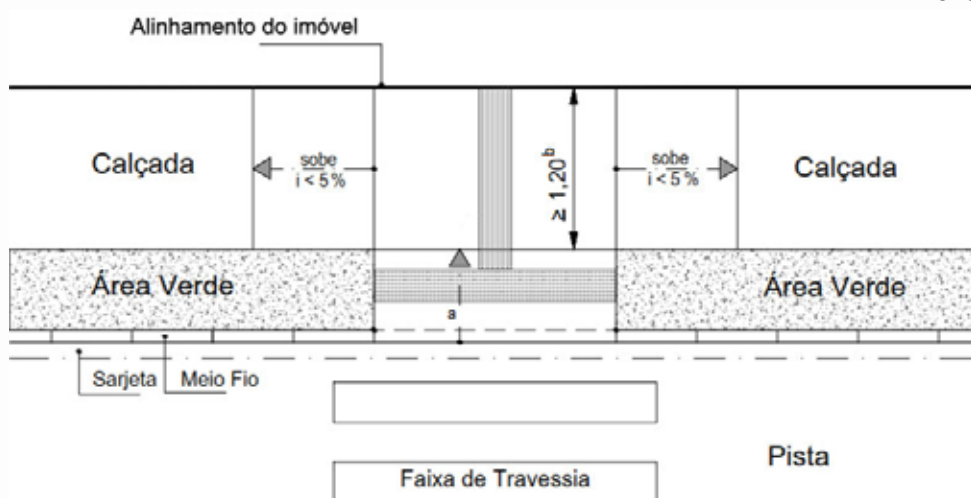 Alinhamento do imóvel
Calçada
sobe
i < 5 %
≥ 1,20ᵇ
sobe
i < 5 %
Calçada
Área Verde
a
Área Verde
Sarjeta
Meio Fio
Pista
Faixa de Travessia